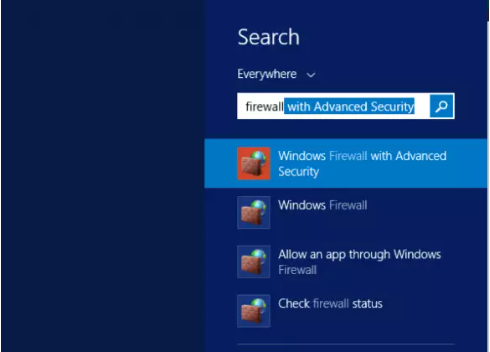 Search
Everywhere
firewall with Advanced Security
Windows Firewall with Advanced
Security
Windows Firewall
Allow an app through Windows
Firewall
Check firewall status